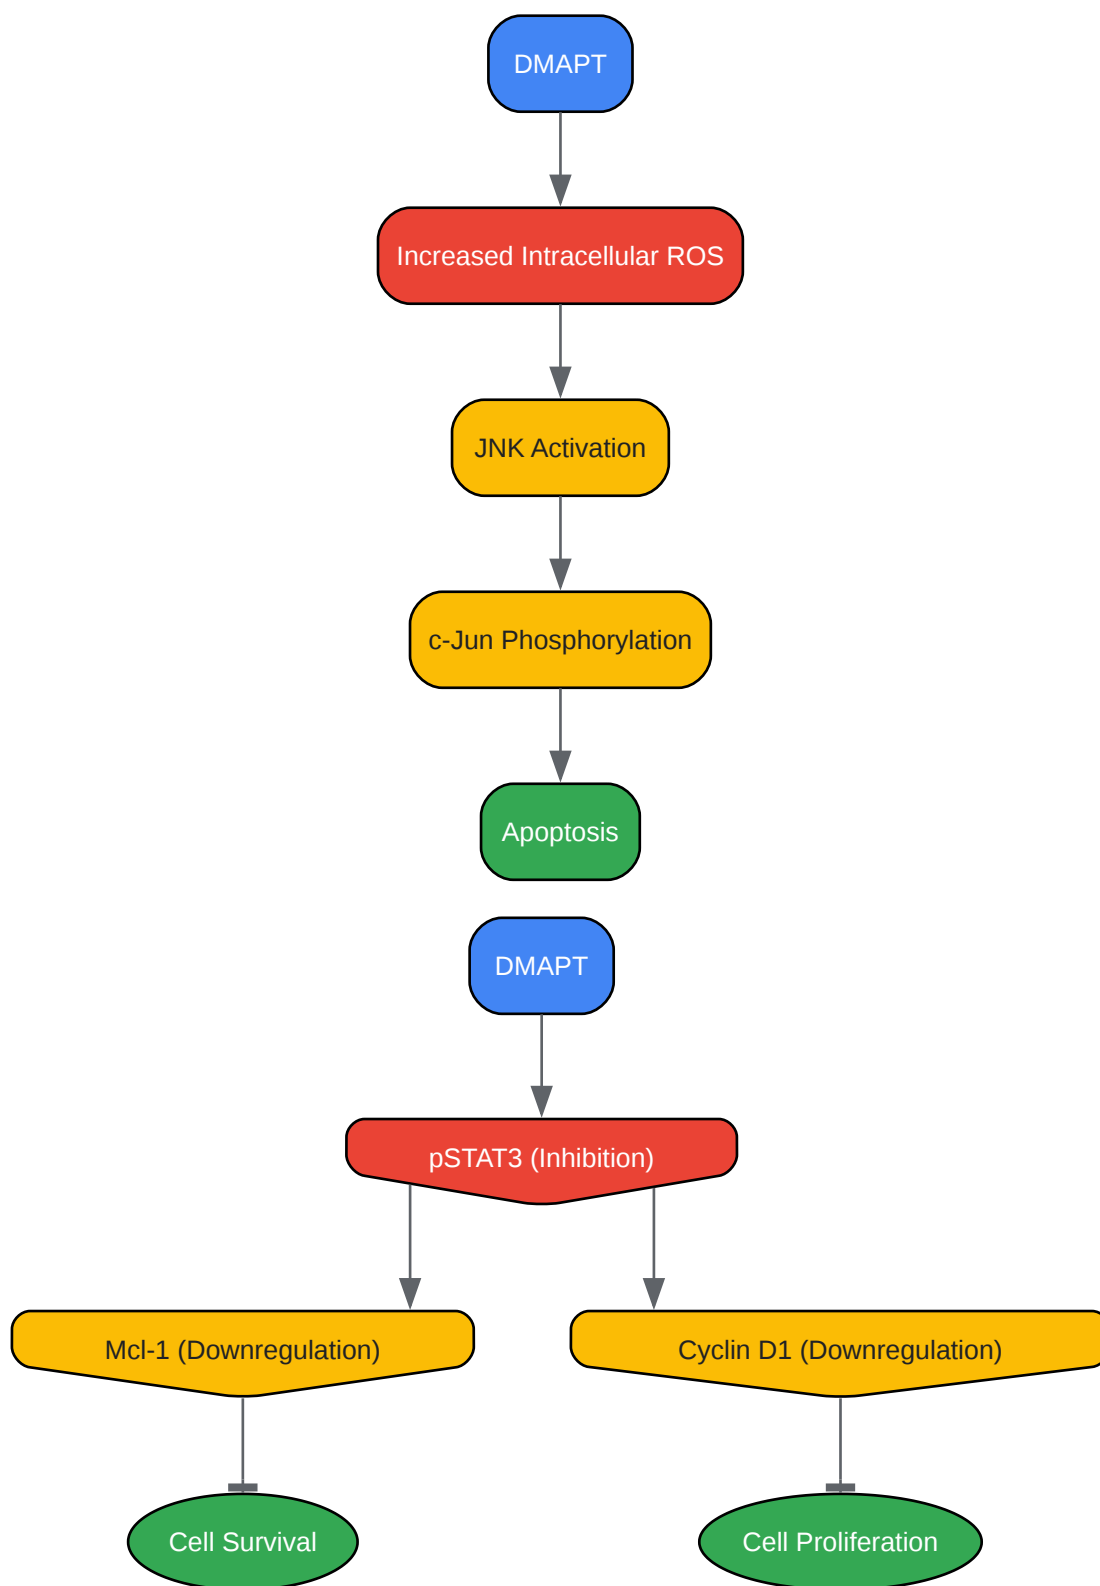 DMAPT
Increased Intracellular ROS
JNK Activation
c-Jun Phosphorylation
Apoptosis
DMAPT
pSTAT3 (Inhibition)
Mcl-1 (Downregulation)
Cyclin D1 (Downregulation)
Cell Survival
Cell Proliferation